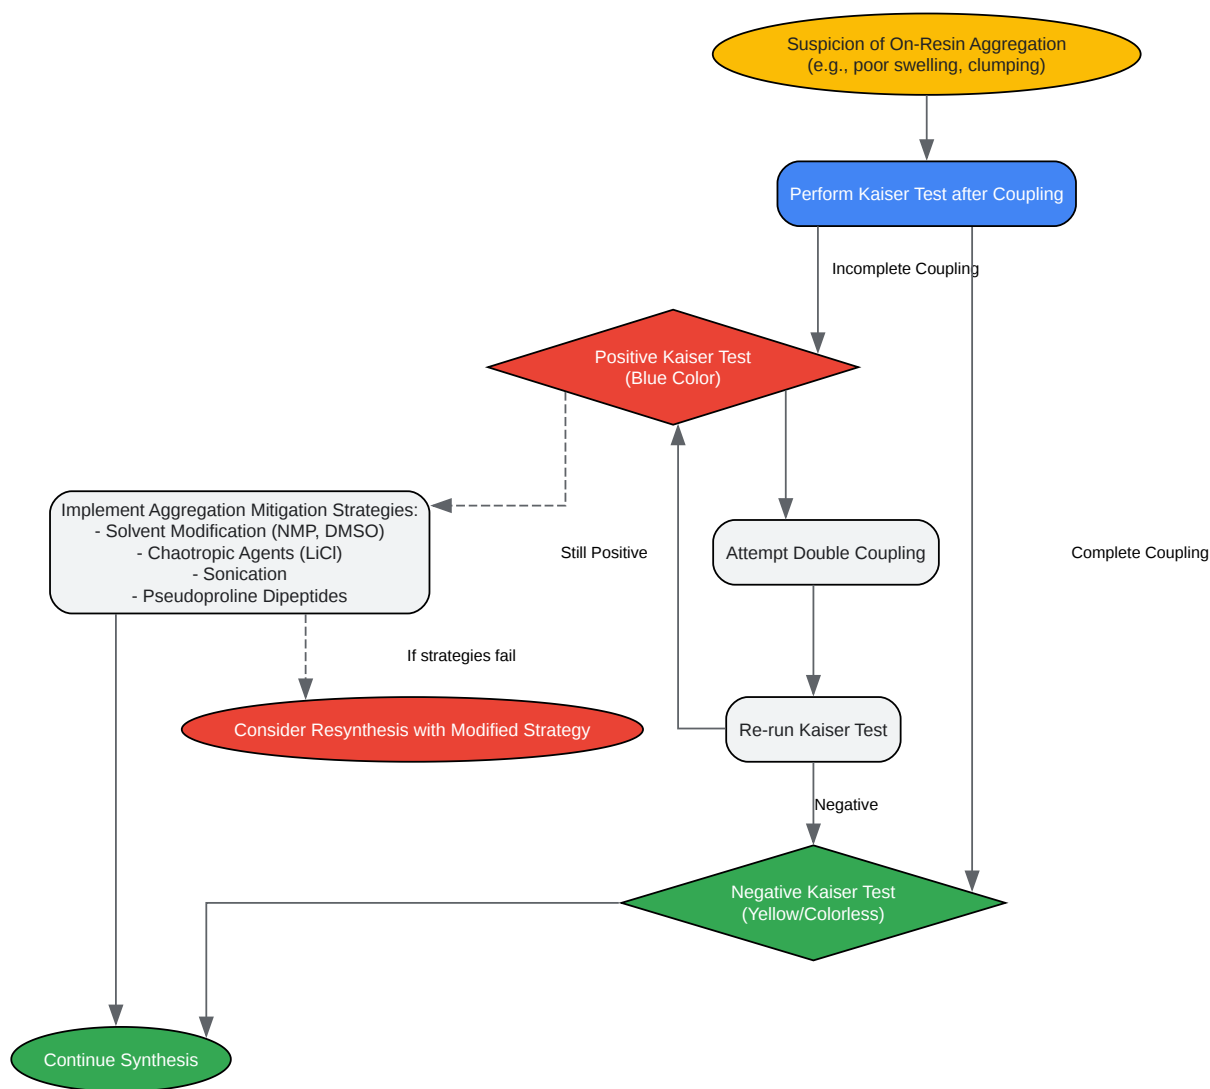 Suspicion of On-Resin Aggregation
(e.g., poor swelling, clumping)
Perform Kaiser Test after Coupling
Incomplete Coupling
Positive Kaiser Test
(Blue Color)
Implement Aggregation Mitigation Strategies:
- Solvent Modification (NMP, DMSO)
- Chaotropic Agents (LiCl)
- Sonication
- Pseudoproline Dipeptides
Still Positive
Attempt Double Coupling
Complete Coupling
If strategies fail
Consider Resynthesis with Modified Strategy
Re-run Kaiser Test
Negative
Negative Kaiser Test
(Yellow/Colorless)
Continue Synthesis